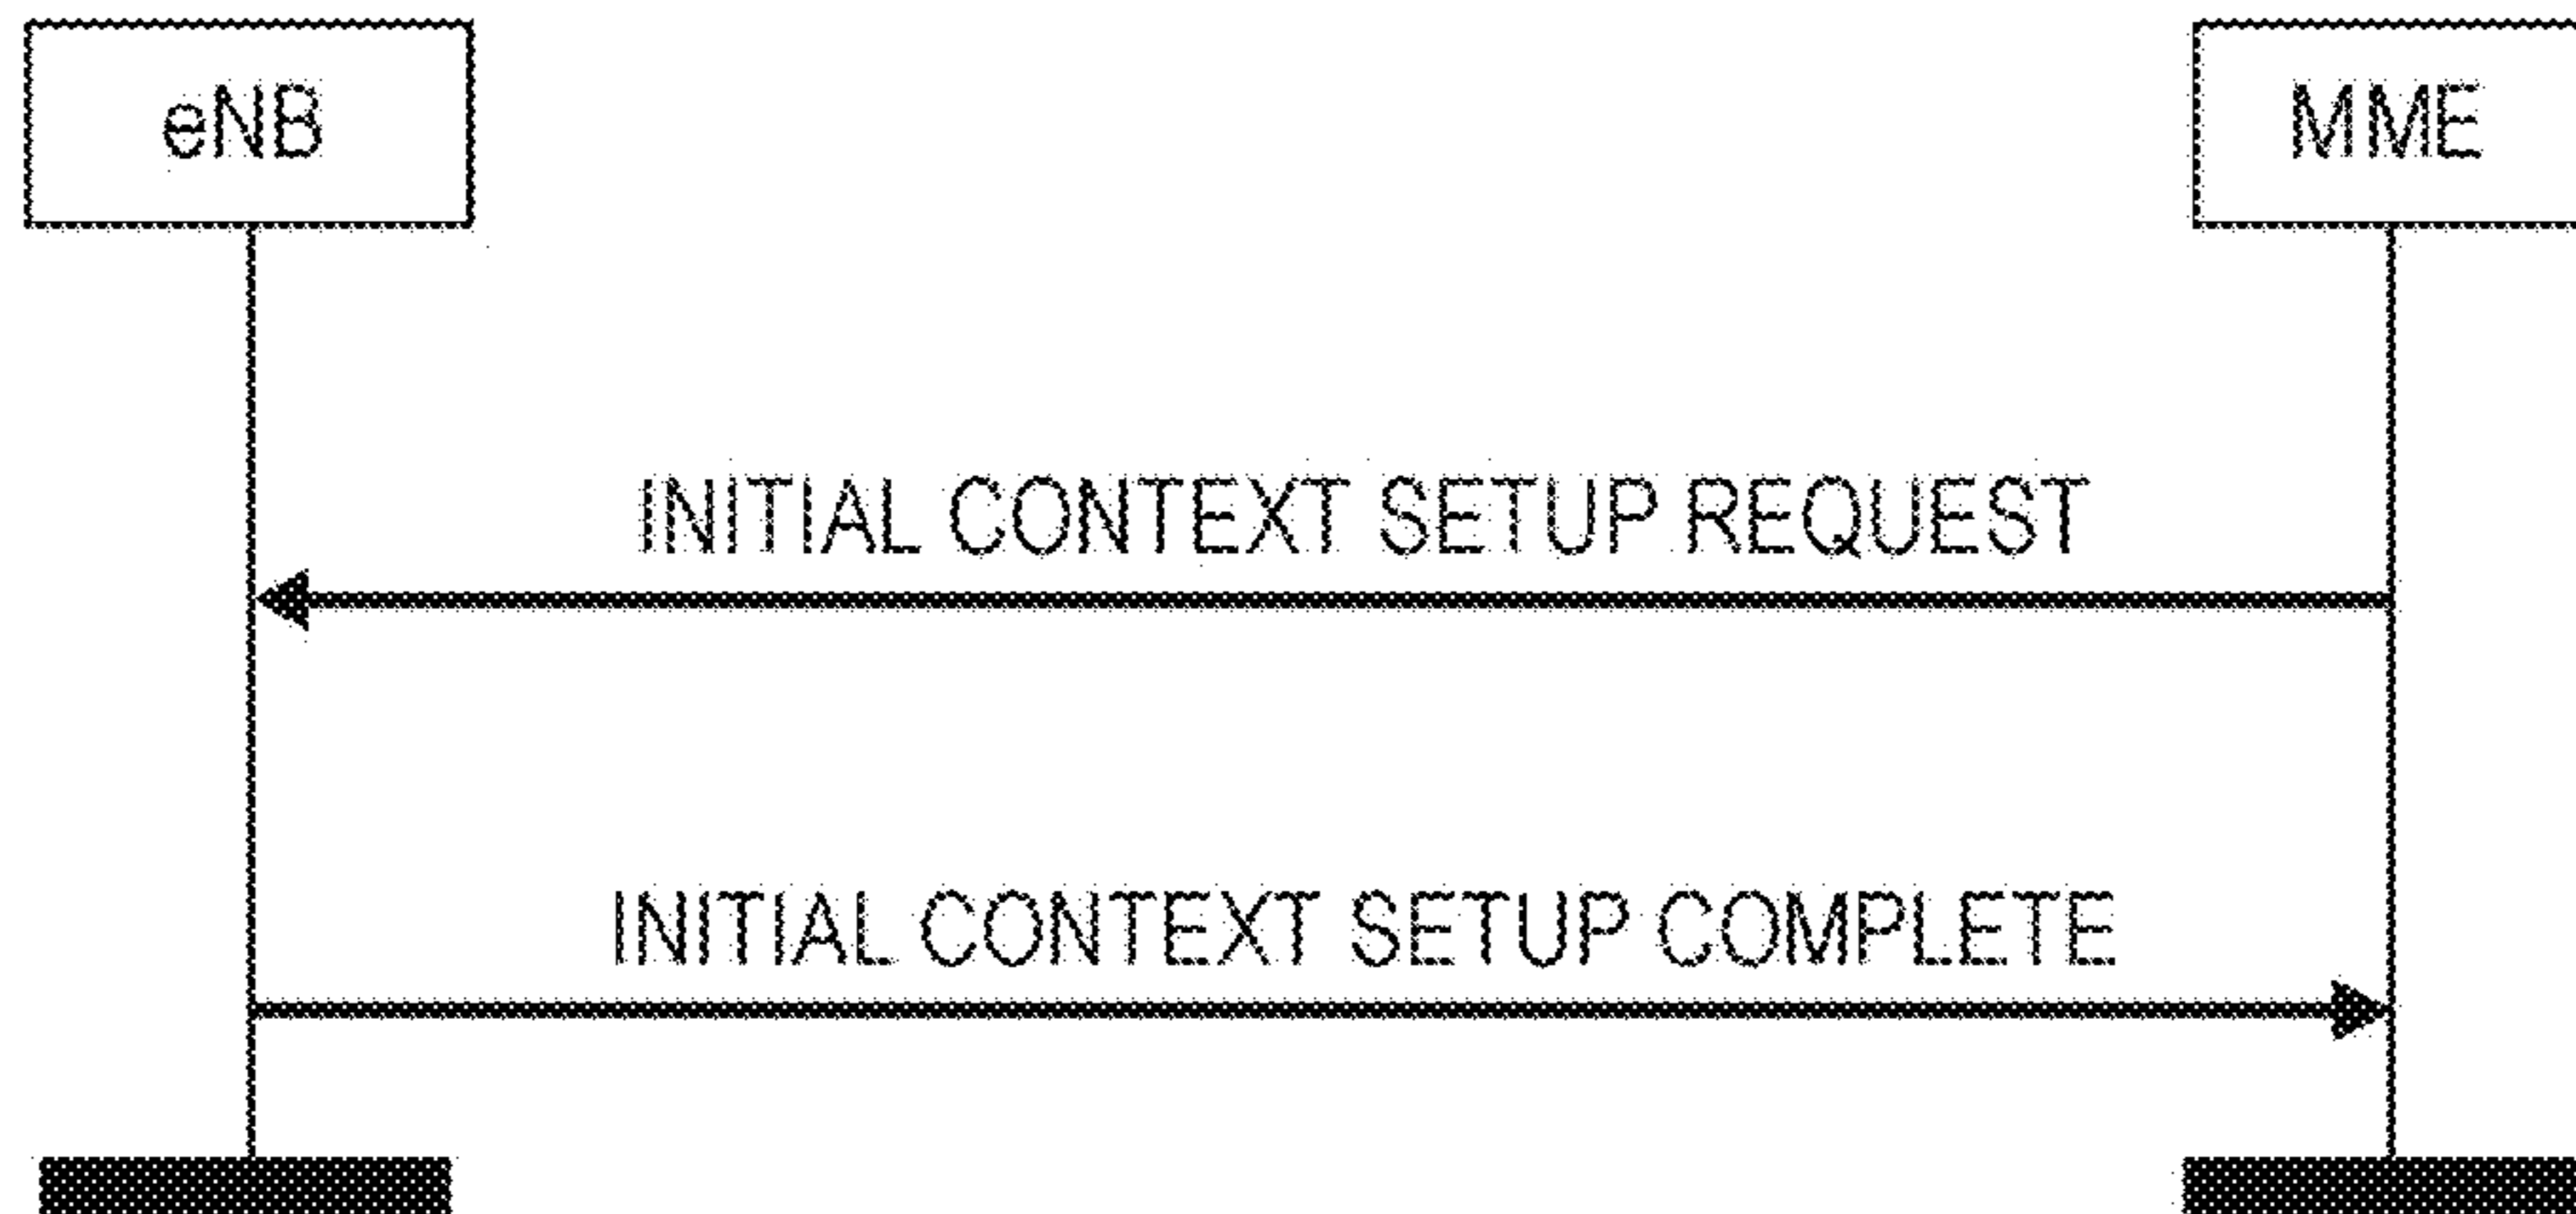 eNB
MME
INITIAL CONTEXT SETUP REQUEST
INITIAL CONTEXT SETUP COMPLETE